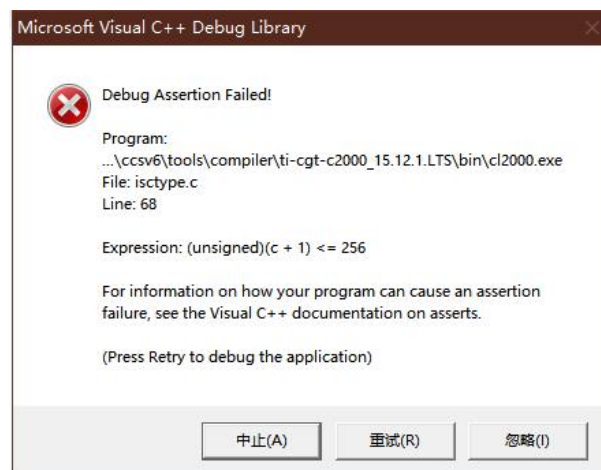 Microsoft Visual C++ Debug Library
Debug Assertion Failed!
Program:
...\ccsv6\tools\compiler\ti-cgt-c2000_15.12.1.LTS\bin\cl2000.exe
File: isctype.c
Line: 68
Expression: (unsigned)(c + 1) <= 256
For information on how your program can cause an assertion
failure, see the Visual C++ documentation on asserts.
(Press Retry to debug the application)
中止(A)
重试(R)
忽略(I)